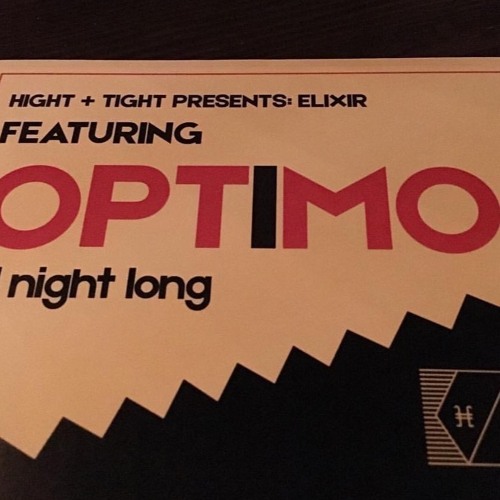 HIGHT + TIGHT PRESENTS: ELIXIR
FEATURING
OPTIMO
night long